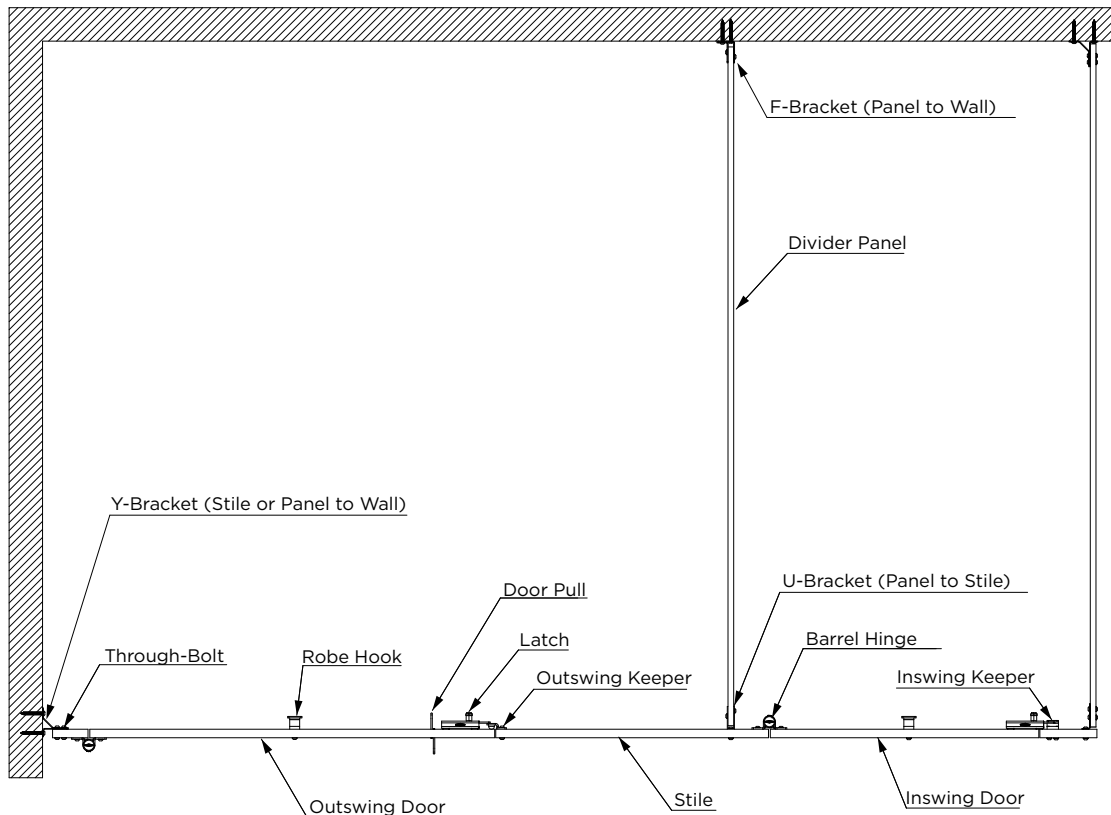 F-Bracket (Panel to Wall)
Divider Panel
Y-Bracket (Stile or Panel to Wall)
Door Pull
U-Bracket (Panel to Stile)
Through-Bolt
Robe Hook
Latch
Outswing Keeper
Barrel Hinge
Inswing Keeper
Outswing Door
Stile
Inswing Door